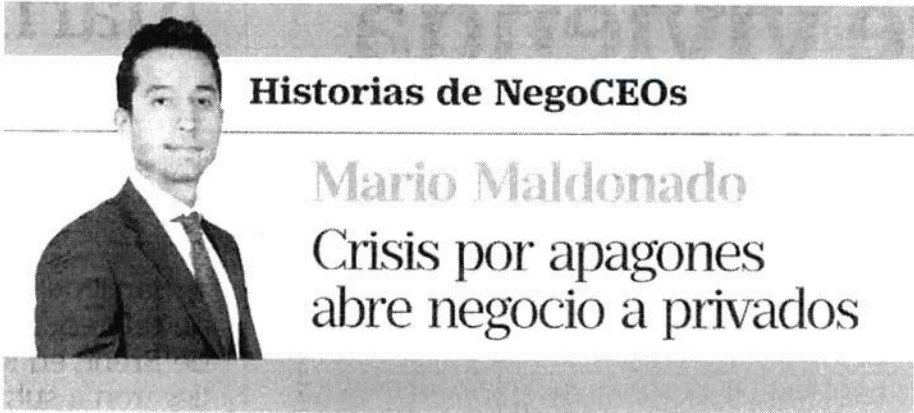 Historias de NegoCEOs
Mario Maldonado
Crisis por apagones
abre negocio a privados